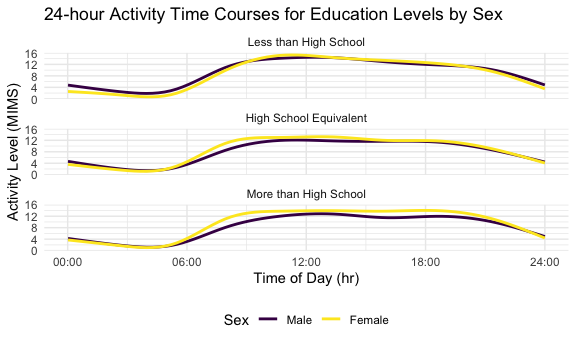 24-hour Activity Time Courses for Education Levels by Sex
Less than High School
16
12
8
4
0
High School Equivalent
16
12
8
4
0
More than High School
16
12
8
4
0
Activity Level (MIMS)
00:00 06:00 12:00 18:00 24:00
Time of Day (hr)
Sex Male Female